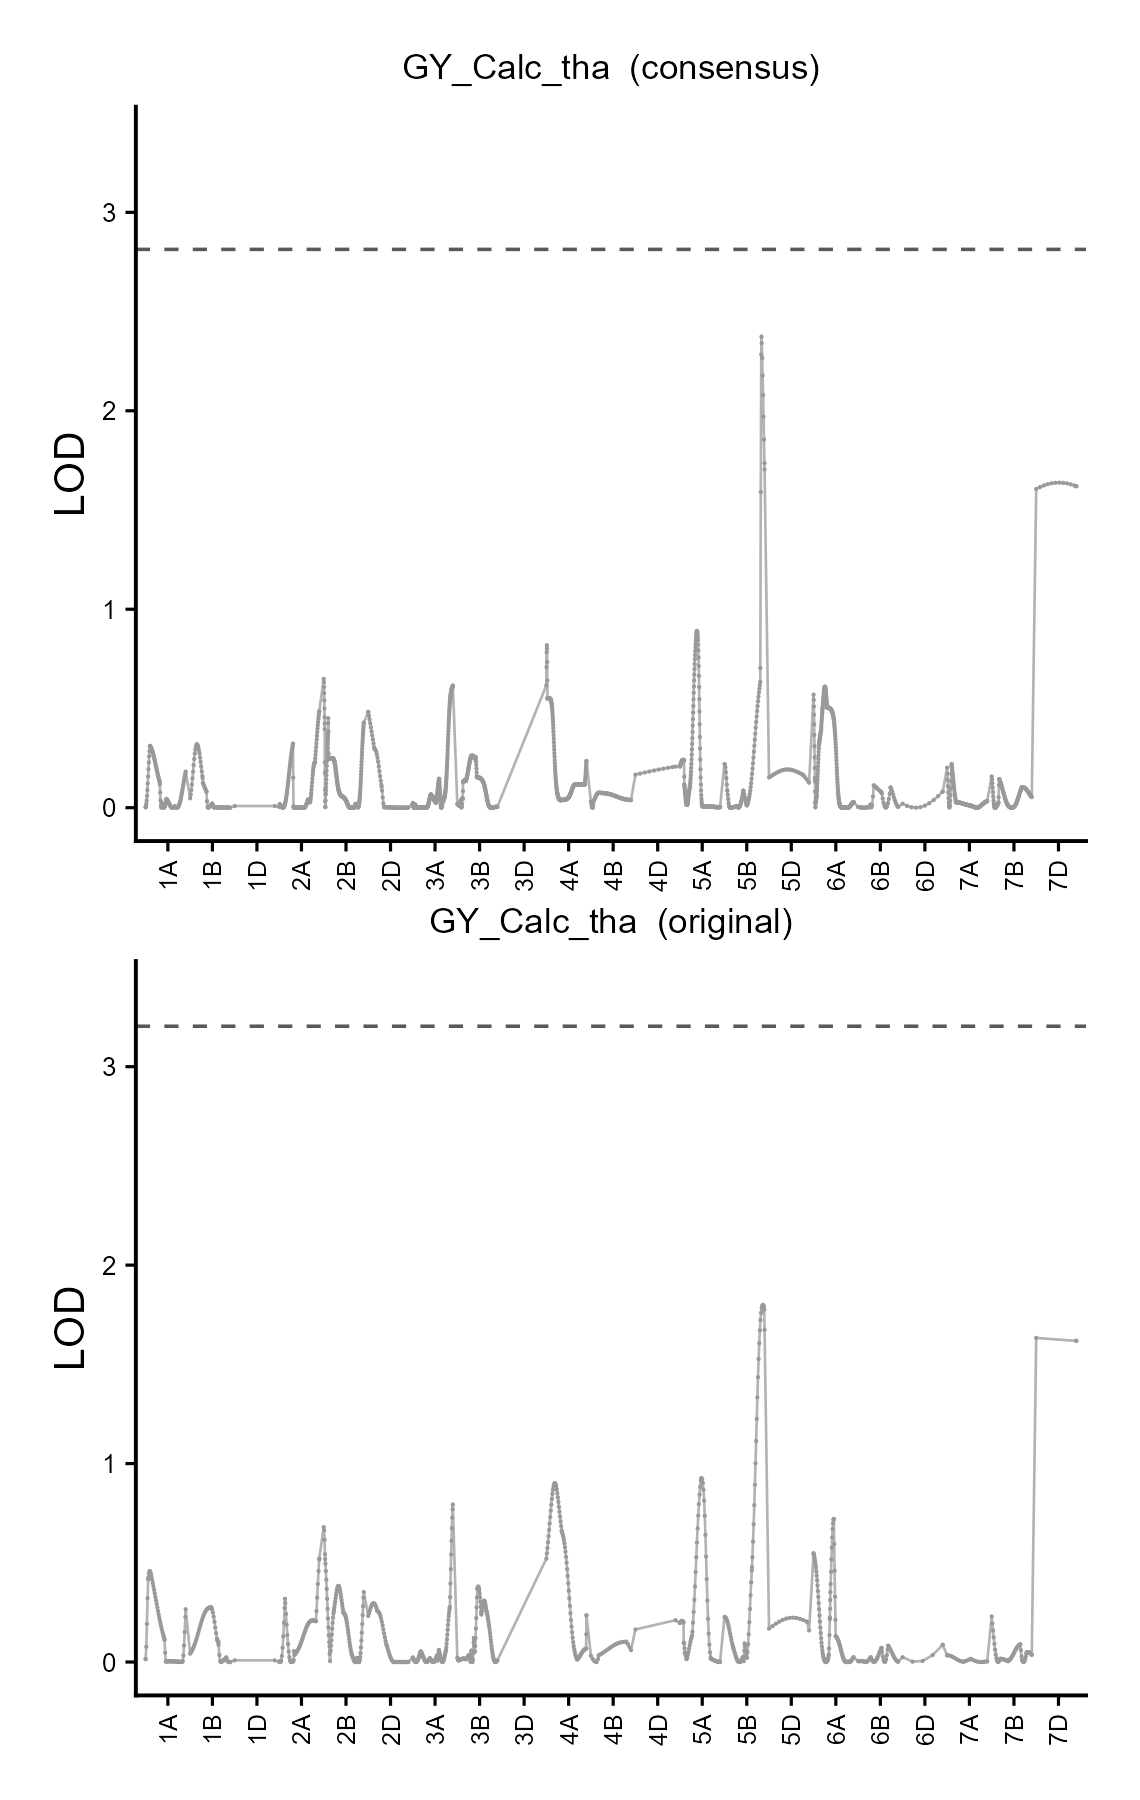 GY_Calc_tha (consensus)
LOD
3
2
1
0
1A 1B 1D 2A 2B 2D 3A 3B 3D 4A 4B 4D 5A 5B 5D 6A 6B 6D 7A 7B 7D
GY_Calc_tha (original)
LOD
3
2
1
0
1A 1B 1D 2A 2B 2D 3A 3B 3D 4A 4B 4D 5A 5B 5D 6A 6B 6D 7A 7B 7D